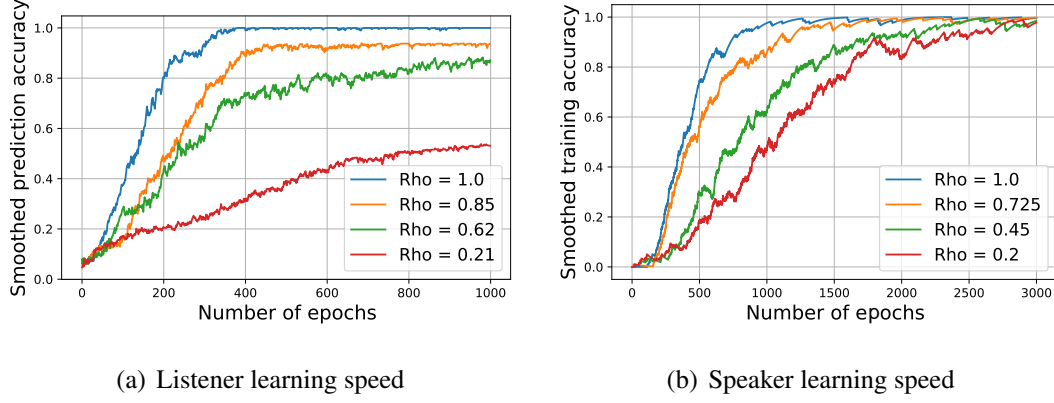 Smoothed prediction accuracy
1.0
0.8
0.6
0.4
0.2
0.0
Rho = 1.0
Rho = 0.85
Rho = 0.62
Rho = 0.21
0 200 400 600 800 1000
Number of epochs
(a) Listener learning speed
Smoothed training accuracy
1.0
0.8
0.6
0.4
0.2
0.0
Rho = 1.0
Rho = 0.725
Rho = 0.45
Rho = 0.2
0 500 1000 1500 2000 2500 3000
Number of epochs
(b) Speaker learning speed